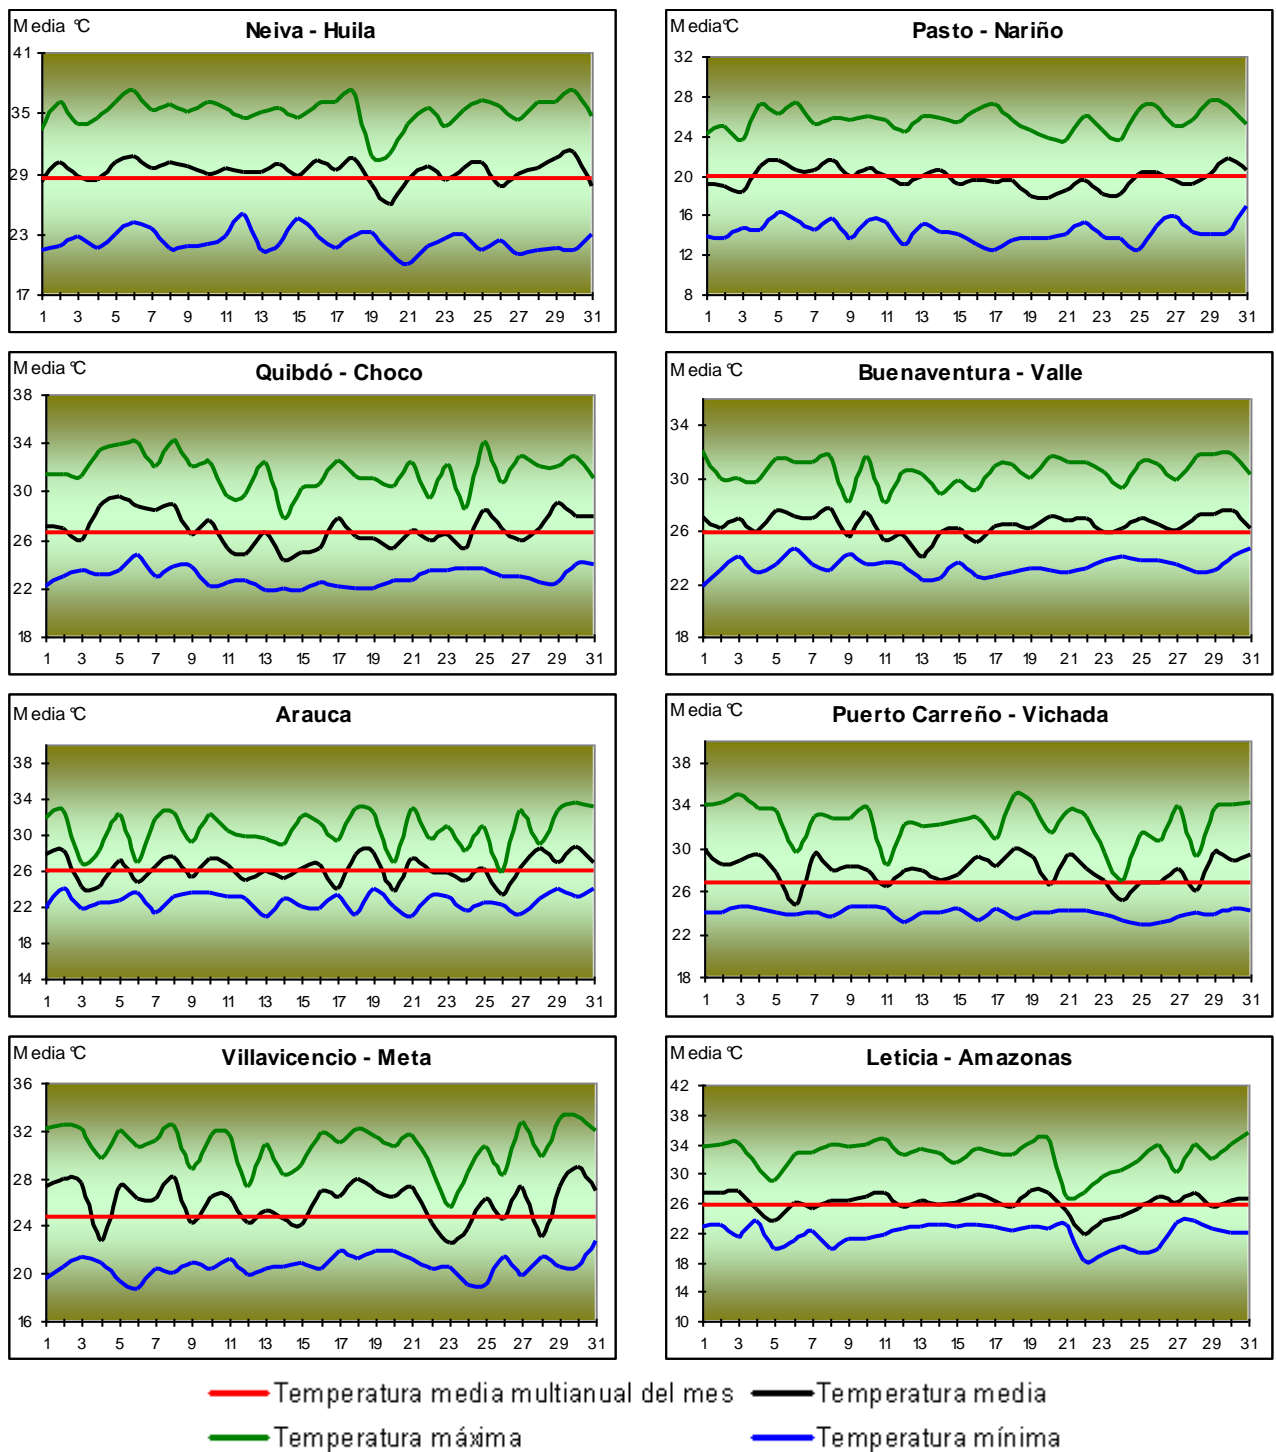 Media °C
Neiva - Huila
41
35
29
23
17
1 3 5 7 9 11 13 15 17 19 21 23 25 27 29 31
Media°C
Pasto - Nariño
32
28
24
20
16
12
8
1 3 5 7 9 11 13 15 17 19 21 23 25 27 29 31
Media °C
Quibdó - Choco
38
34
30
26
22
18
1 3 5 7 9 11 13 15 17 19 21 23 25 27 29 31
Media °C
Buenaventura - Valle
34
30
26
22
18
1 3 5 7 9 11 13 15 17 19 21 23 25 27 29 31
Media °C
Arauca
38
34
30
26
22
18
14
1 3 5 7 9 11 13 15 17 19 21 23 25 27 29 31
Media °C
Puerto Carreño - Vichada
38
34
30
26
22
18
1 3 5 7 9 11 13 15 17 19 21 23 25 27 29 31
Media °C
Villavicencio - Meta
36
32
28
24
20
16
1 3 5 7 9 11 13 15 17 19 21 23 25 27 29 31
Media °C
Leticia - Amazonas
42
38
34
30
26
22
18
14
10
1 3 5 7 9 11 13 15 17 19 21 23 25 27 29 31
Temperatura media multianual del mes
Temperatura media
Temperatura máxima
Temperatura mínima